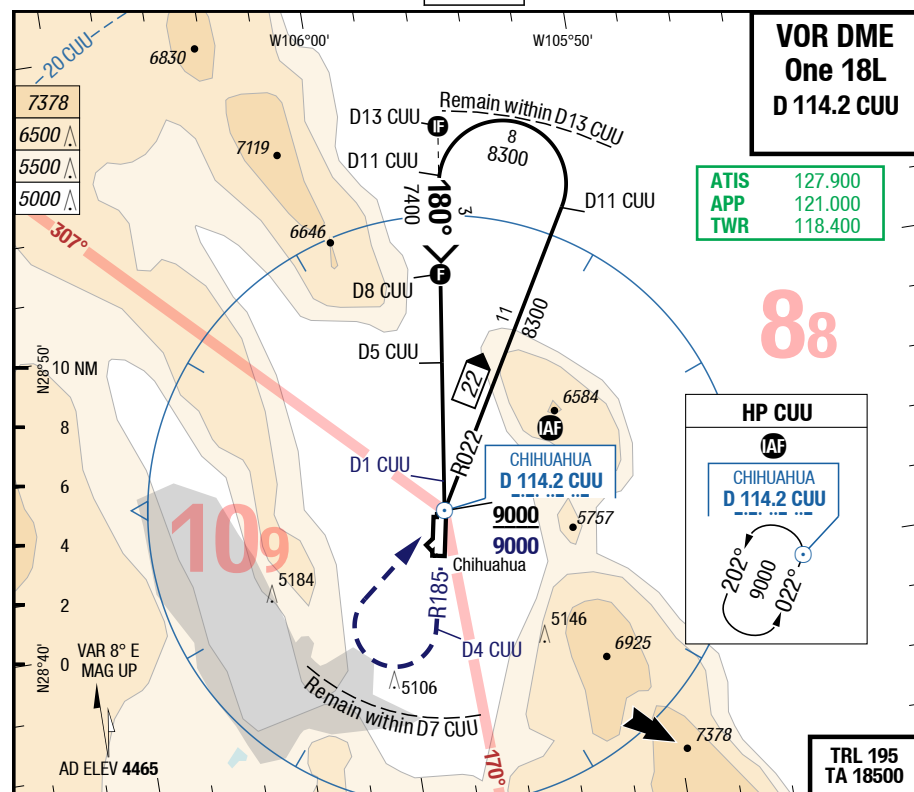 VOR DME
One 18L
D 114.2 CUU
W106°00'
W105°50'
20 CUU
6830
7378
6500
5500
5000
7119
6646
307°
D13 CUU
IF
Remain within D13 CUU
8
8300
D11 CUU
D11 CUU
180°
7400
3
F
D8 CUU
D5 CUU
11
8300
22
R022
ATIS 127.900
APP 121.000
TWR 118.400
88
N28°50'
10 NM
8
6
4
2
0
N28°40'
6584
IAF
D1 CUU
CHIHUAHUA
D 114.2 CUU
9000
9000
5757
Chihuahua
109
5184
R185°
D4 CUU
5146
6925
5106
Remain within D7 CUU
7378
170°
HP CUU
IAF
CHIHUAHUA
D 114.2 CUU
202°
9000
022°
VAR 8° E
MAG UP
AD ELEV 4465
TRL 195
TA 18500